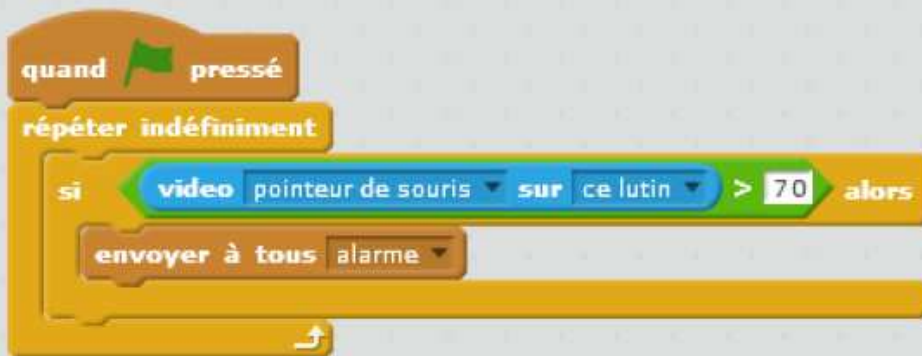 quand pressé
répéter indéfiniment
si video pointeur de souris sur ce lutin > 70 alors
envoyer à tous alarme